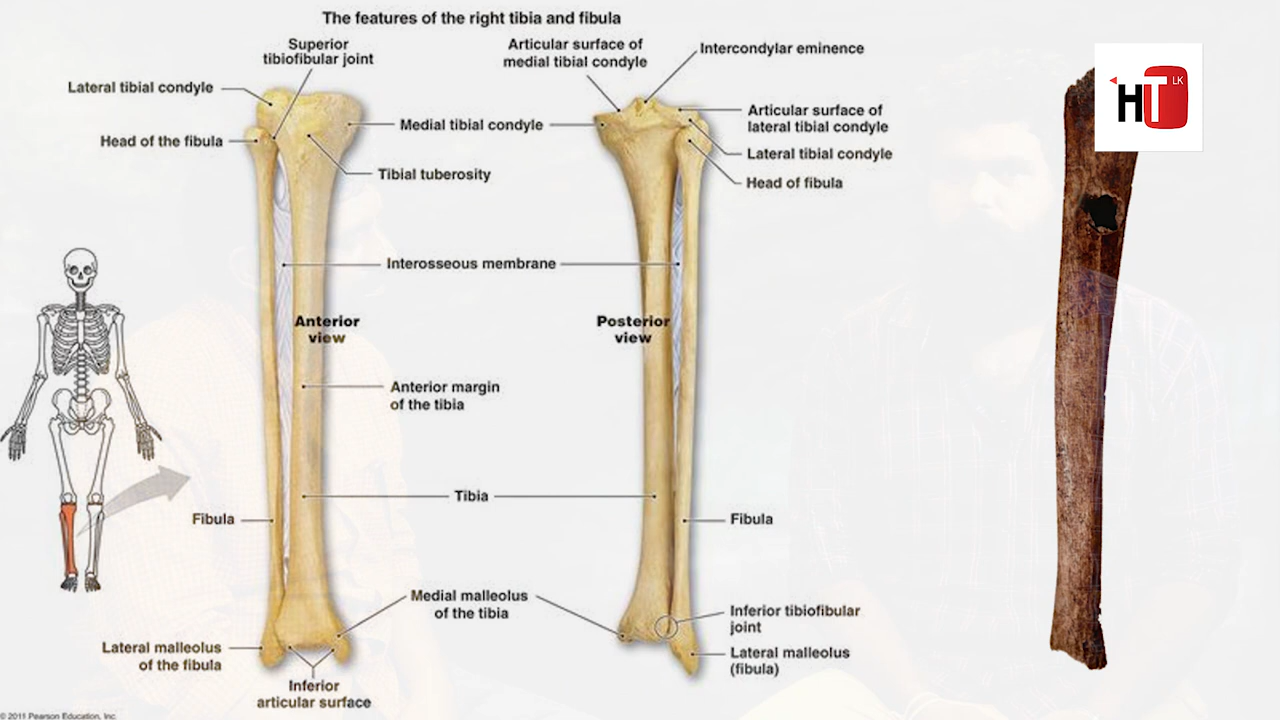 The features of the right tibia and fibula
Superior
tibiofibular joint
Lateral tibial condyle
Head of the fibula
Medial tibial condyle
Tibial tuberosity
Interosseous membrane
Anterior
view
Anterior margin
of the tibia
Tibia
Fibula
Medial malleolus
of the tibia
Lateral malleolus
of the fibula
Inferior
articular surface
Articular surface of
medial tibial condyle
Intercondylar eminence
Articular surface of
lateral tibial condyle
Lateral tibial condyle
Head of fibula
Posterior
view
Fibula
Inferior tibiofibular
joint
Lateral malleolus
(fibula)
HT LK
© 2011 Pearson Education, Inc.